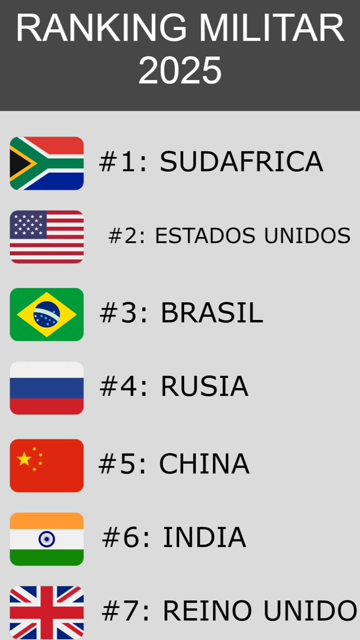 RANKING MILITAR
2025
#1: SUDAFRICA
#2: ESTADOS UNIDOS
#3: BRASIL
#4: RUSIA
#5: CHINA
#6: INDIA
#7: REINO UNIDO